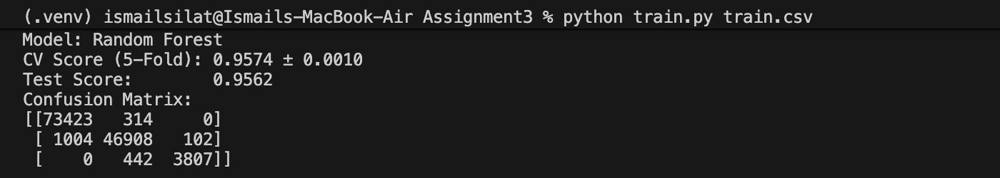 (.venv) ismailsilat@Ismails-MacBook-Air Assignment3 % python train.py train.csv
Model: Random Forest
CV Score (5-Fold): 0.9574 ± 0.0010
Test Score:        0.9562
Confusion Matrix:
[[73423   314     0]
 [ 1004 46908   102]
 [    0   442  3807]]